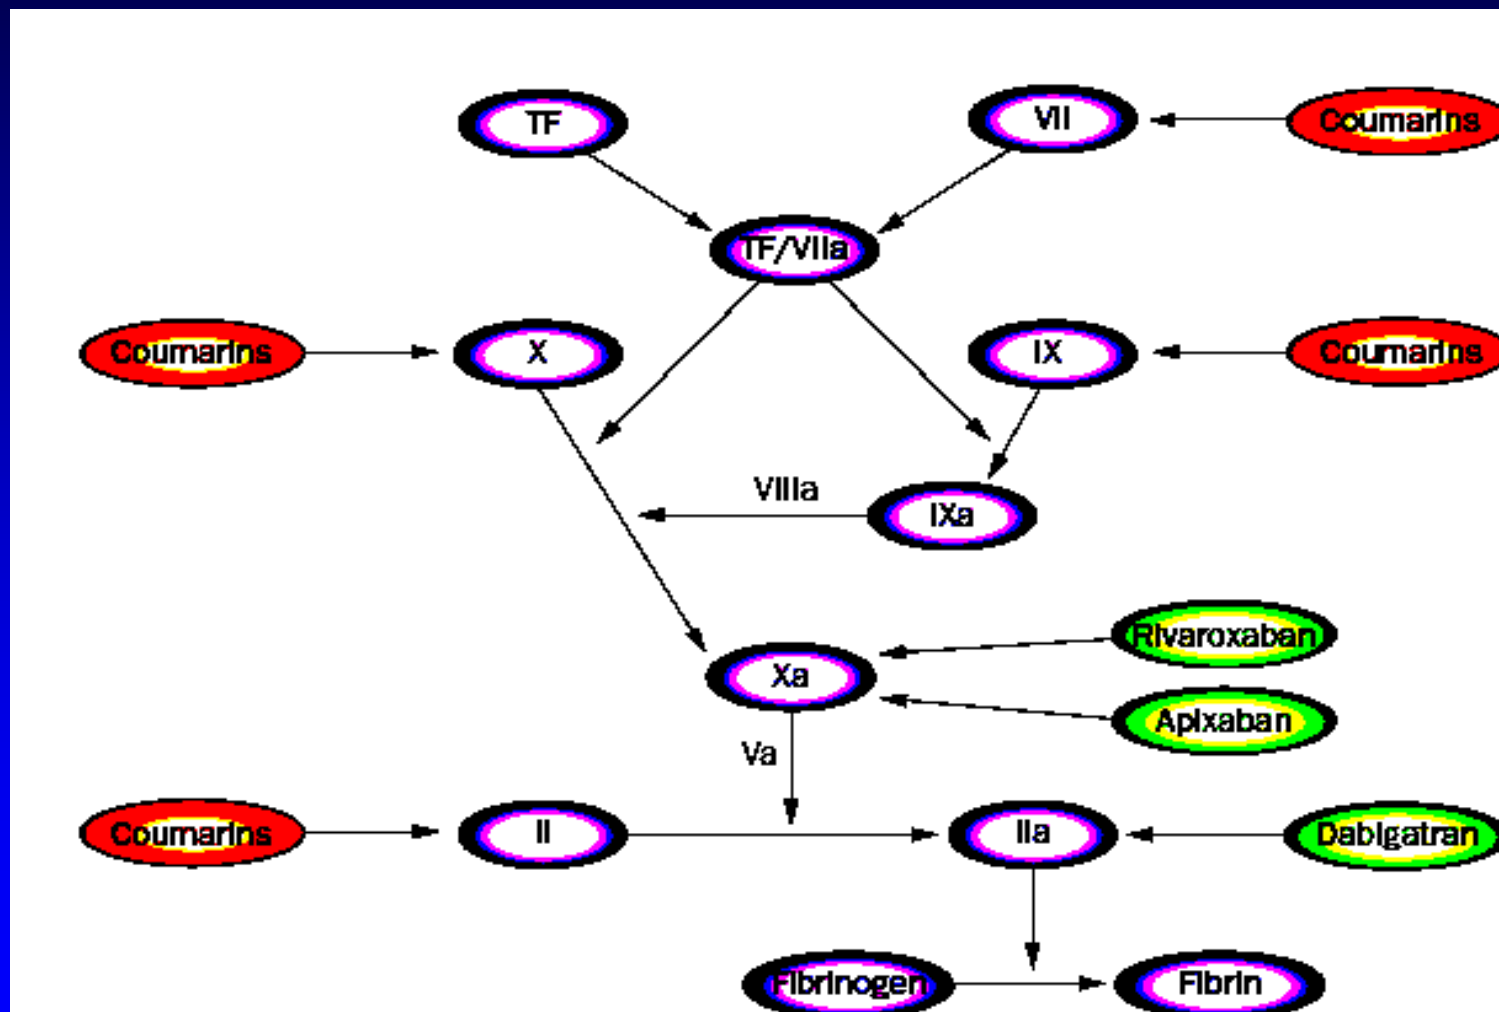 TF
VII
Coumarins
TF/VIIa
Coumarins
X
IX
Coumarins
VIIIa
IXa
Rivaroxaban
Xa
Apixaban
Va
Coumarins
II
IIa
Dabigatran
Fibrinogen
Fibrin